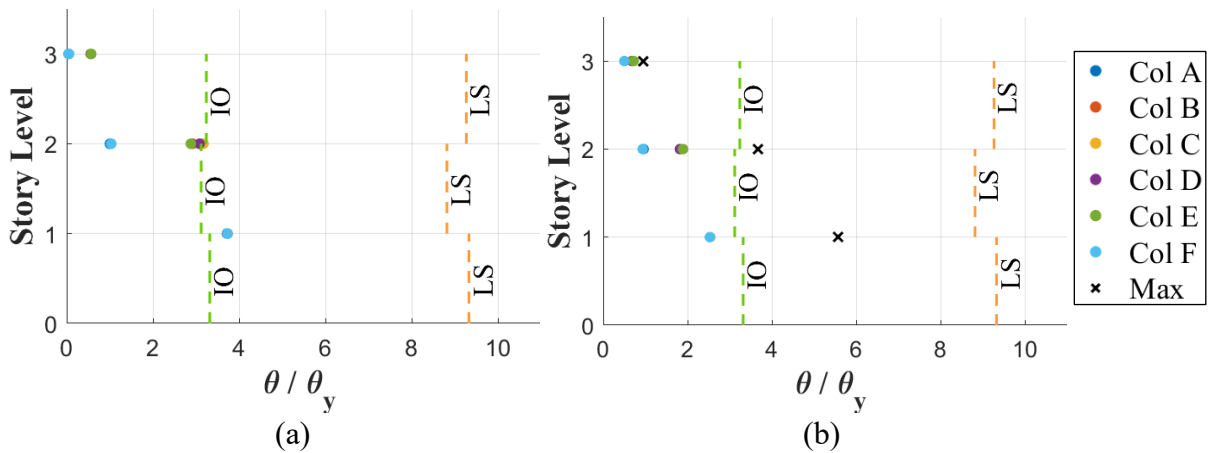 3
2
1
0
Story Level
IO
IO
IO
LS
LS
LS
0 2 4 6 8 10
θ / θy
(a)
3
2
1
0
Story Level
IO
IO
IO
LS
LS
LS
0 2 4 6 8 10
θ / θy
(b)
Col A
Col B
Col C
Col D
Col E
Col F
Max